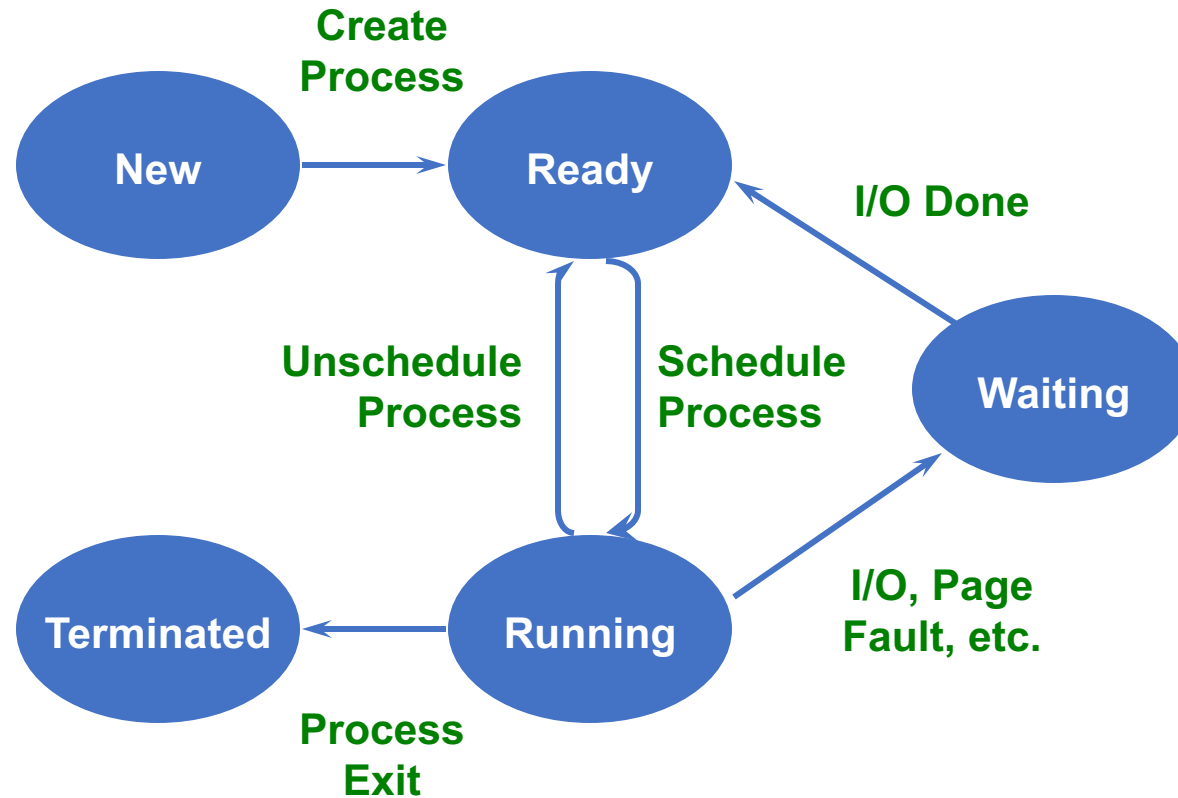 Create
Process
New
Ready
I/O Done
Unschedule
Process
Schedule
Process
Waiting
I/O, Page
Fault, etc.
Terminated
Running
Process
Exit